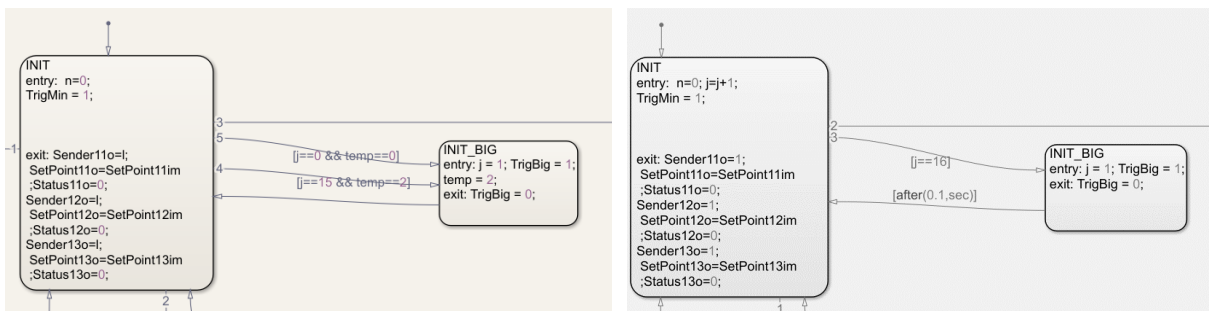 INIT
entry:  n=0;
TrigMin = 1;
exit: Sender11o=l;
SetPoint11o=SetPoint11im
;Status11o=0;
Sender12o=l;
SetPoint12o=SetPoint12im
;Status12o=0;
Sender13o=l;
SetPoint13o=SetPoint13im
;Status13o=0;
1
3
5
4
2
[j==0 && temp==0]
[j==15 && temp==2]
INIT_BIG
entry: j = 1; TrigBig = 1;
temp = 2;
exit: TrigBig = 0;
INIT
entry:  n=0; j=j+1;
TrigMin = 1;
exit: Sender11o=1;
SetPoint11o=SetPoint11im
;Status11o=0;
Sender12o=1;
SetPoint12o=SetPoint12im
;Status12o=0;
Sender13o=1;
SetPoint13o=SetPoint13im
;Status13o=0;
2
3
1
[j==16]
[after(0.1,sec)]
INIT_BIG
entry: j = 1; TrigBig = 1;
exit: TrigBig = 0;